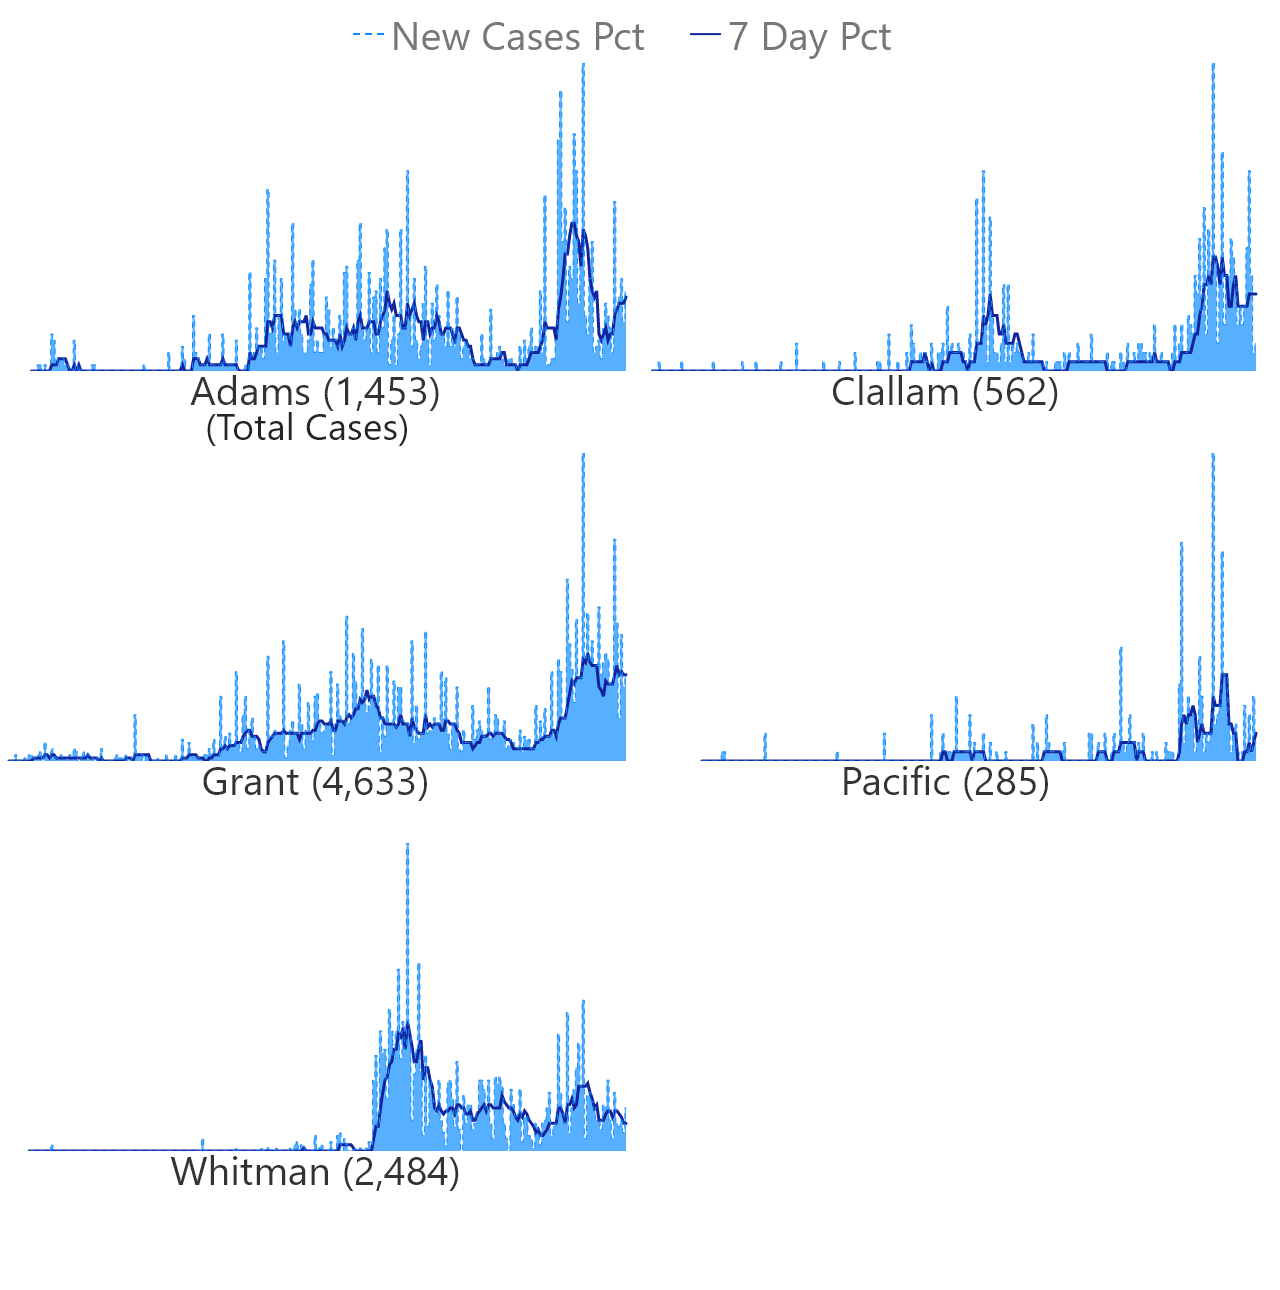 New Cases Pct 7 Day Pct
Adams (1,453) Clallam (562)
(Total Cases)
Grant (4,633) Pacific (285)
Whitman (2,484)